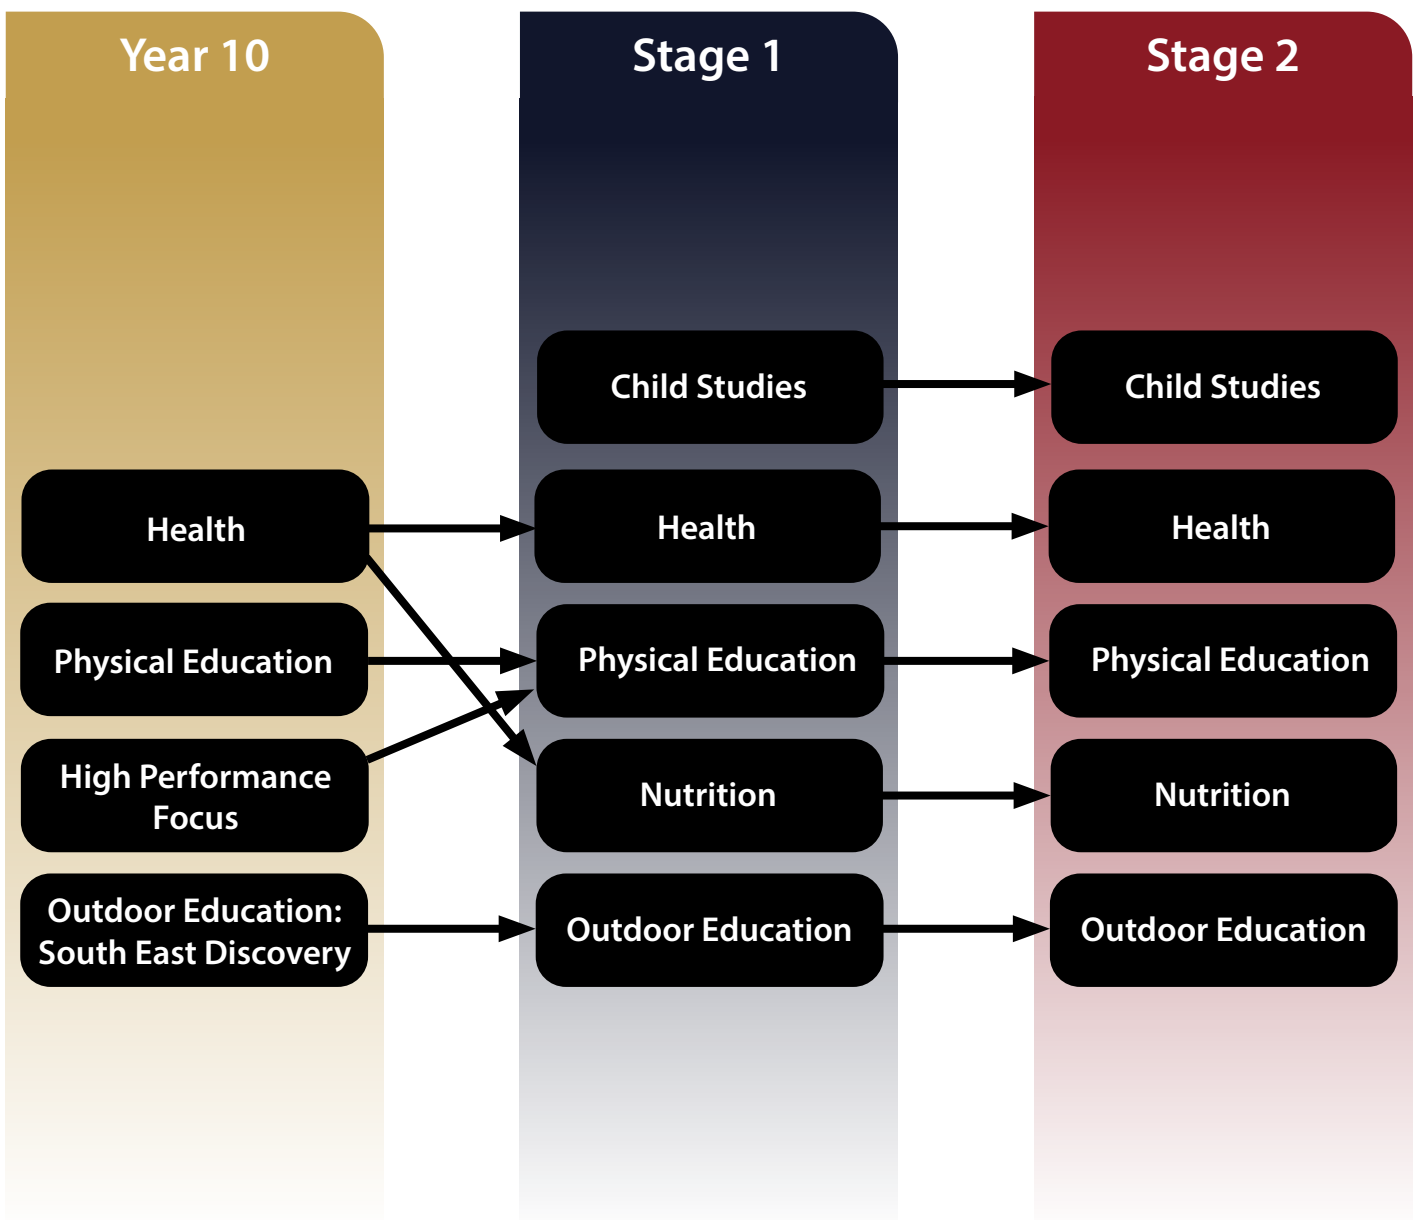 Year 10
Stage 1
Stage 2
Child Studies
Child Studies
Health
Health
Health
Physical Education
Physical Education
Physical Education
High Performance
Focus
Nutrition
Nutrition
Outdoor Education:
South East Discovery
Outdoor Education
Outdoor Education